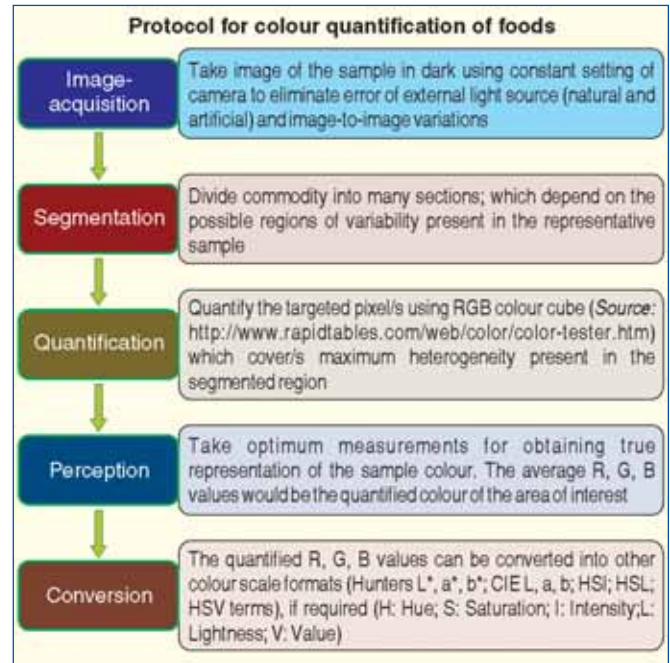 Protocol for colour quantification of foods
Image-
acquisition
Take image of the sample in dark using constant setting of
camera to eliminate error of external light source (natural and
artificial) and image-to-image variations
Segmentation
Divide commodity into many sections; which depend on the
possible regions of variability present in the representative
sample
Quantification
Quantify the targeted pixel/s using RGB colour cube (Source:
http://www.rapidtables.com/web/color/color-tester.htm)
which cover/s maximum heterogeneity present in the
segmented region
Perception
Take optimum measurements for obtaining true
representation of the sample colour. The average R, G, B
values would be the quantified colour of the area of interest
Conversion
The quantified R, G, B values can be converted into other
colour scale formats (Hunters L*, a*, b*; CIE L, a, b; HSI; HSL;
HSV terms), if required (H: Hue; S: Saturation; I: Intensity;L:
Lightness; V: Value)